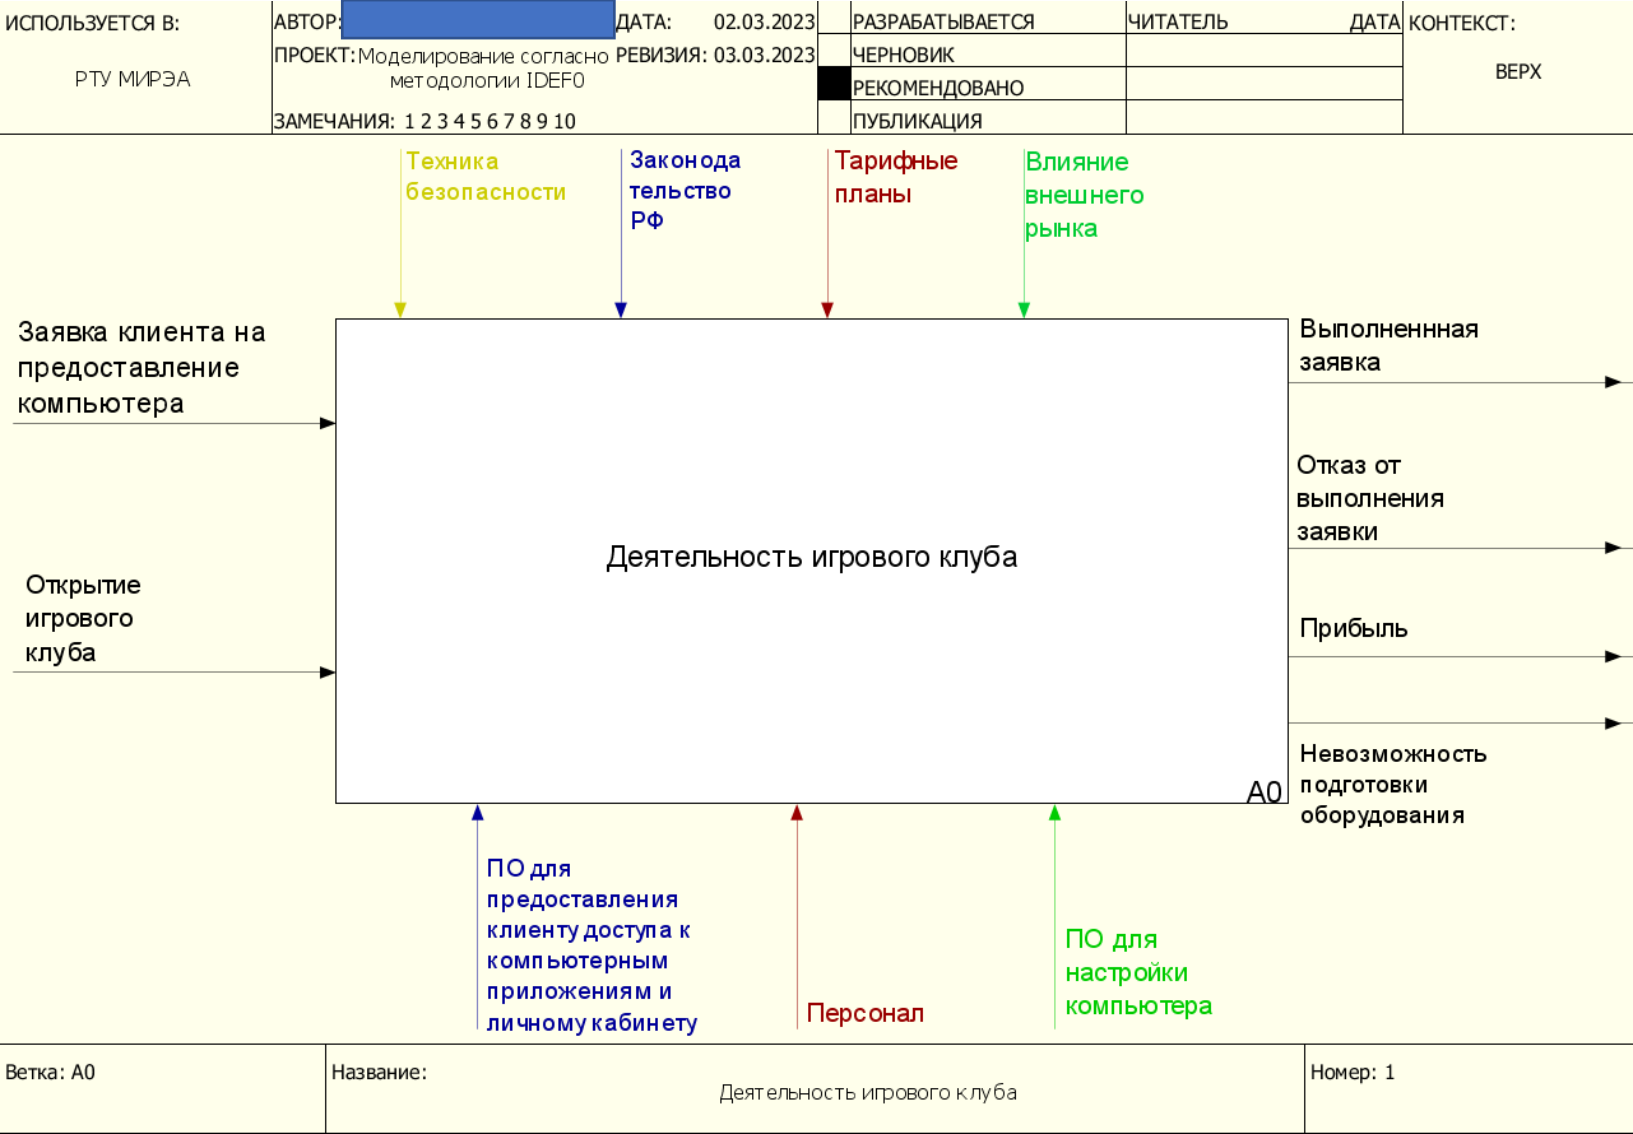 ИСПОЛЬЗУЕТСЯ В:
РТУ МИРЭА
АВТОР:
ДАТА: 02.03.2023
ПРОЕКТ: Моделирование согласно
методологии IDEF0
РЕВИЗИЯ: 03.03.2023
ЗАМЕЧАНИЯ: 1 2 3 4 5 6 7 8 9 10
РАЗРАБАТЫВАЕТСЯ
ЧЕРНОВИК
РЕКОМЕНДОВАНО
ПУБЛИКАЦИЯ
ЧИТАТЕЛЬ ДАТА
КОНТЕКСТ:
ВЕРХ
Техника
безопасности
Законода
тельство
РФ
Тарифные
планы
Влияние
внешнего
рынка
Заявка клиента на
предоставление
компьютера
Открытие
игрового
клуба
Деятельность игрового клуба
A0
Выполненнная
заявка
Отказ от
выполнения
заявки
Прибыль
Невозможность
подготовки
оборудования
ПО для
предоставления
клиенту доступа к
компьютерным
приложениям и
личному кабинету
Персонал
ПО для
настройки
компьютера
Ветка: A0
Название:
Деятельность игрового клуба
Номер: 1